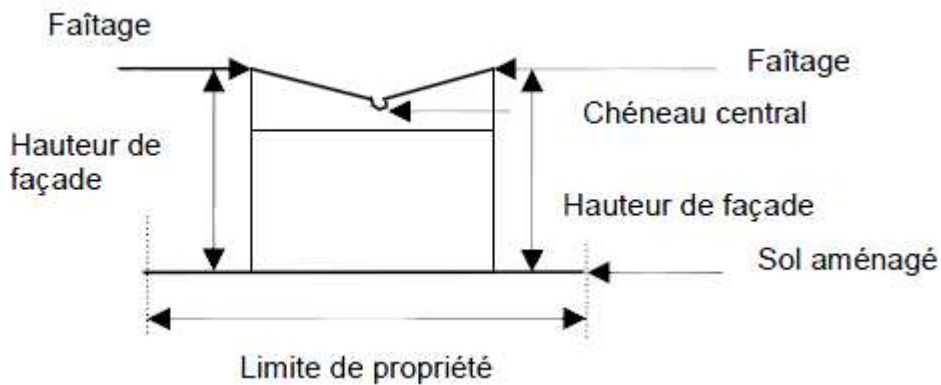 Faîtage
Faîtage
Chéneau central
Hauteur de
façade
Hauteur de façade
Sol aménagé
Limite de propriété